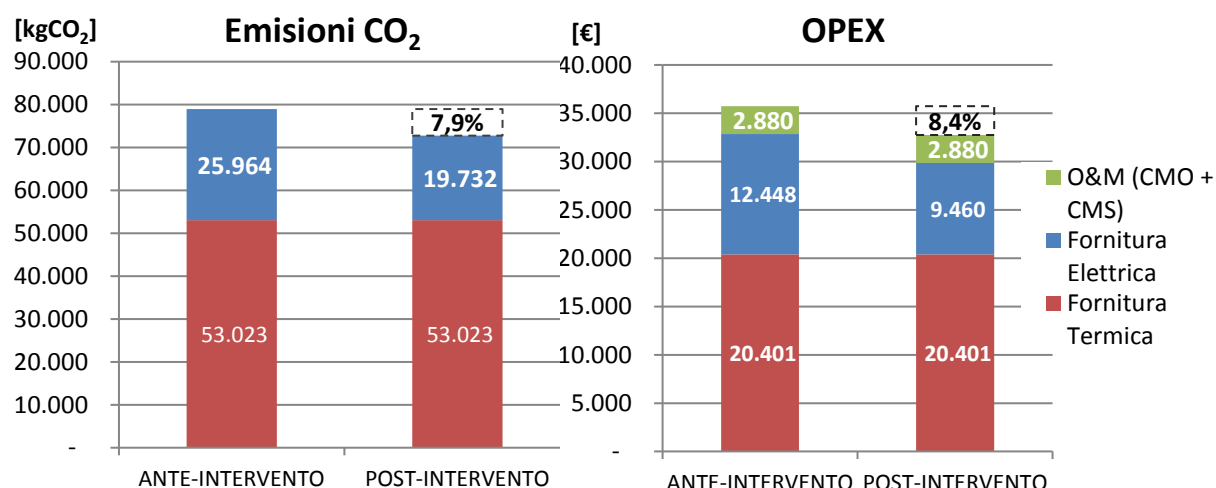 [kgCO₂]
Emisioni CO₂
90.000
80.000
70.000
60.000
50.000
40.000
30.000
20.000
10.000
-
25.964
53.023
7,9%
19.732
53.023
ANTE-INTERVENTO
POST-INTERVENTO
[€]
OPEX
40.000
35.000
30.000
25.000
20.000
15.000
10.000
5.000
-
2.880
12.448
20.401
8,4%
2.880
9.460
20.401
ANTE-INTERVENTO
POST-INTERVENTO
O&M (CMO +
CMS)
Fornitura
Elettrica
Fornitura
Termica